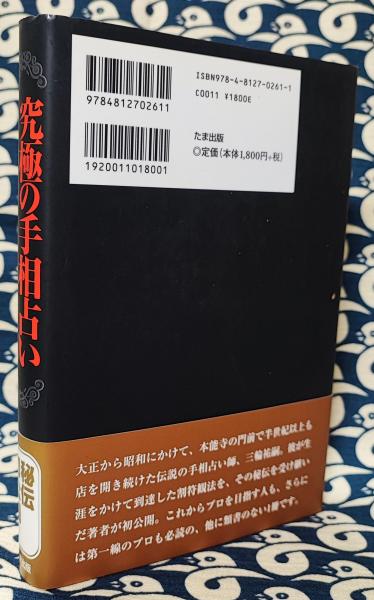 究極の手相占い
秘伝
ISBN978-4-8127-0261-1
C0011 ¥1800E
9784812702611
たま出版
◎定価(本体1,800円+税)
1920011018001
大正から昭和にかけて、本能寺の門前で半世紀以上も
店を開き続けた伝説の手相占い師、三輪祐嗣。彼が生
涯をかけて到達した割符観法を、その秘伝を受け継い
だ著者が初公開。これからプロを目指す人も、さらに
は第一線のプロも必読の、他に類書のない1冊です。